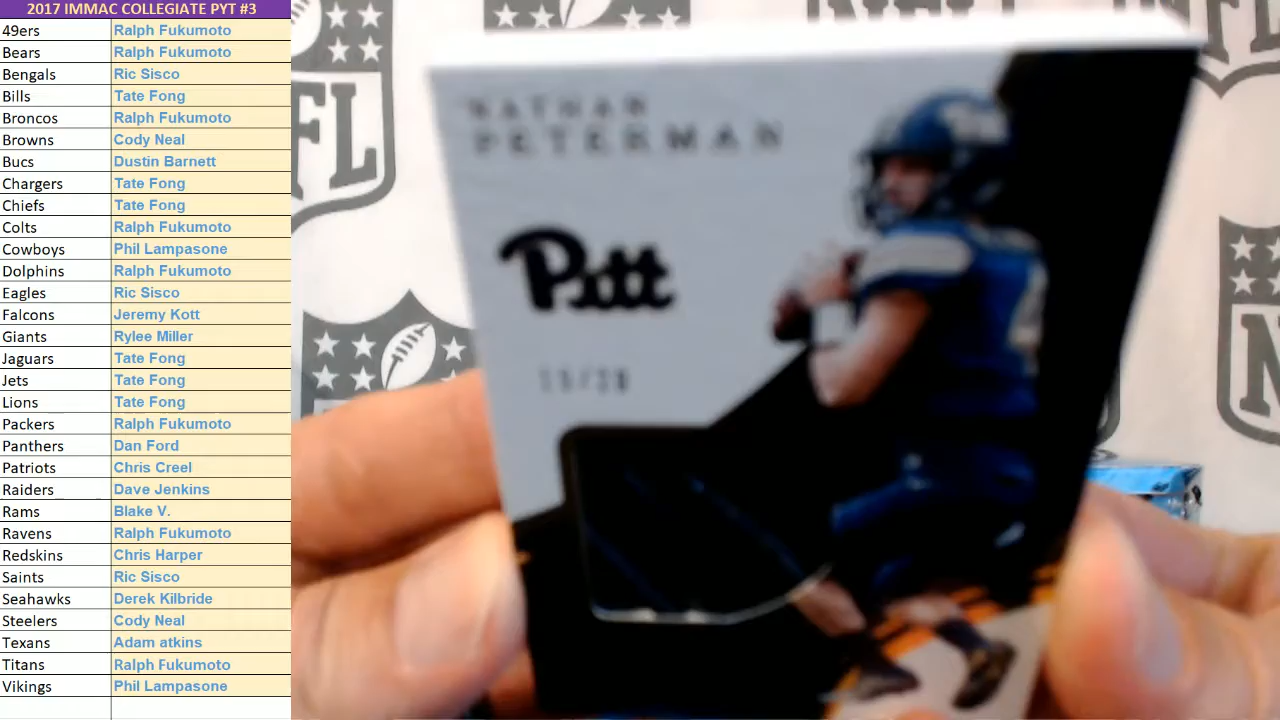 2017 IMMAC COLLEGIATE PYT #3
49ers Ralph Fukumoto
Bears Ralph Fukumoto
Bengals Ric Sisco
Bills Tate Fong
Broncos Ralph Fukumoto
Browns Cody Neal
Bucs Dustin Barnett
Chargers Tate Fong
Chiefs Tate Fong
Colts Ralph Fukumoto
Cowboys Phil Lampasone
Dolphins Ralph Fukumoto
Eagles Ric Sisco
Falcons Jeremy Kott
Giants Rylee Miller
Jaguars Tate Fong
Jets Tate Fong
Lions Tate Fong
Packers Ralph Fukumoto
Panthers Dan Ford
Patriots Chris Creel
Raiders Dave Jenkins
Rams Blake V.
Ravens Ralph Fukumoto
Redskins Chris Harper
Saints Ric Sisco
Seahawks Derek Kilbride
Steelers Cody Neal
Texans Adam atkins
Titans Ralph Fukumoto
Vikings Phil Lampasone
NATHAN
PETERMAN
Pitt
NFL